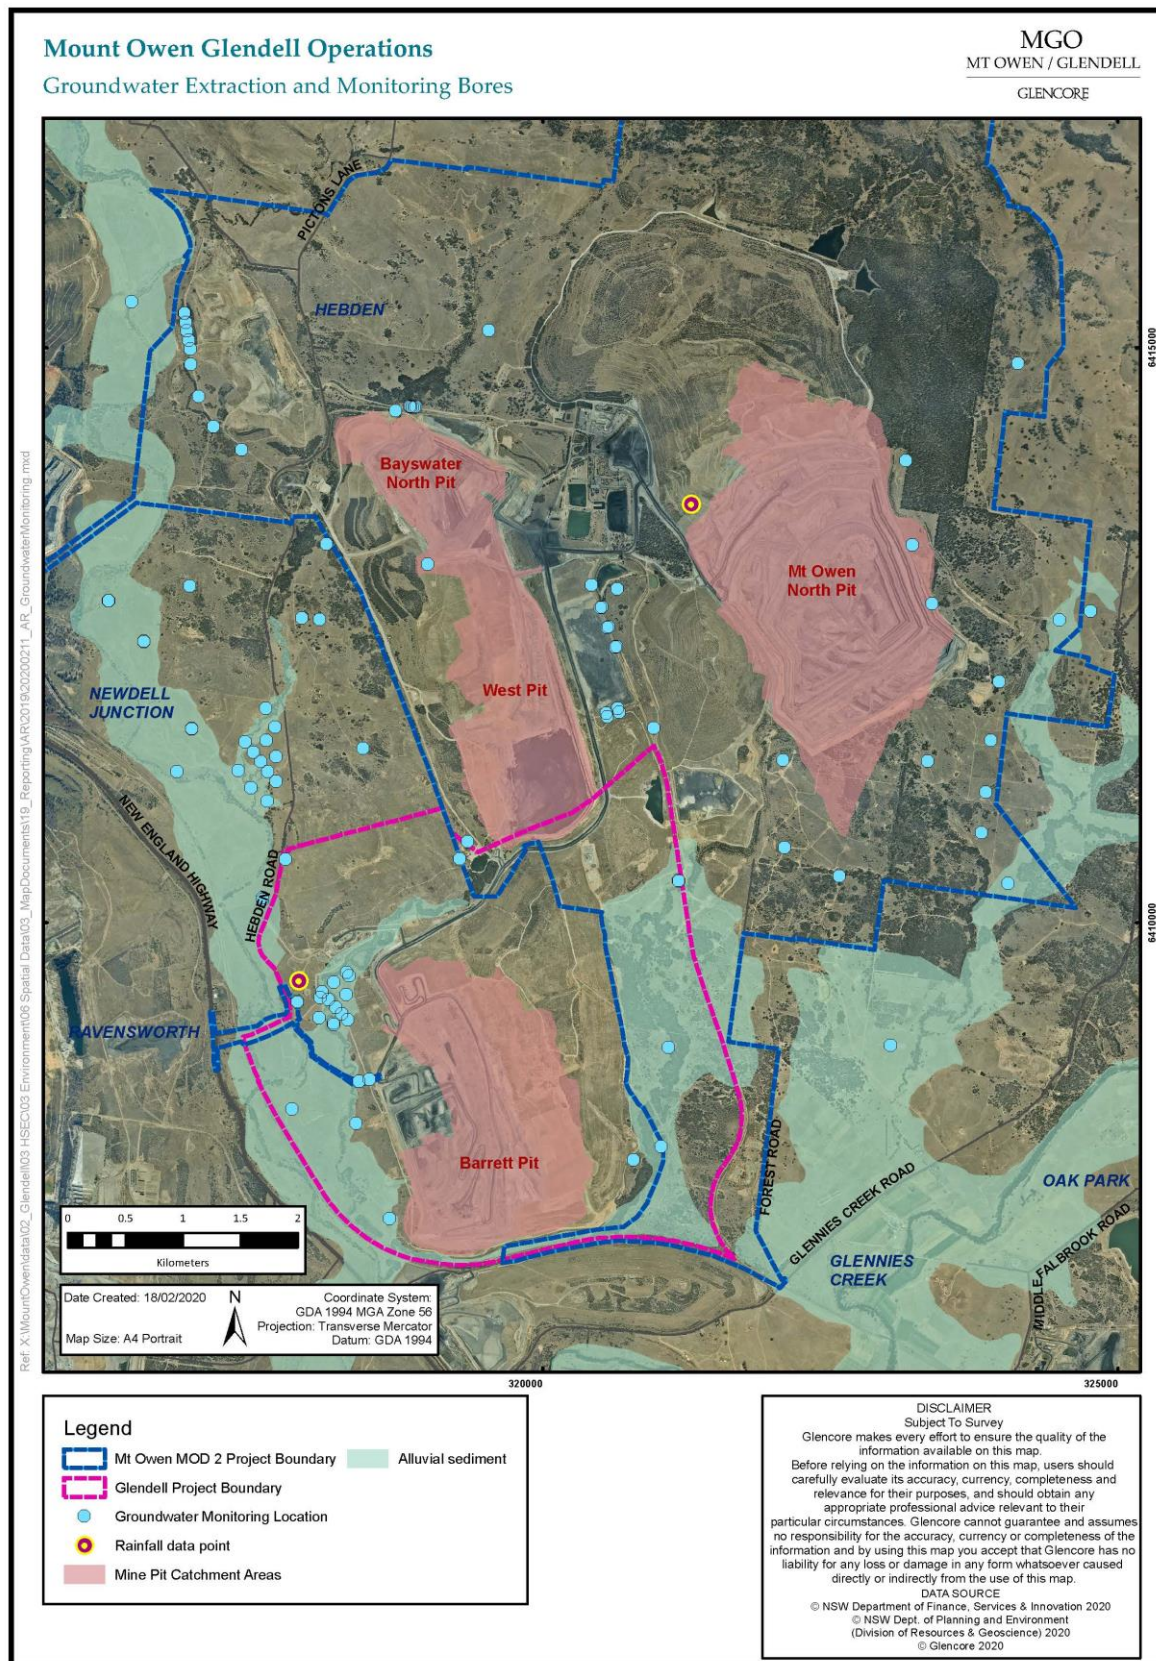 Mount Owen Glendell Operations
Groundwater Extraction and Monitoring Bores
MGO
MT OWEN / GLENDELL
GLENCORE
PICTONS LANE
HEBDEN
6415000
Bayswater
North Pit
Mt Owen
North Pit
West Pit
NEWDELL
JUNCTION
NEW ENGLAND HIGHWAY
HEBDEN ROAD
6410000
RAVENSWORTH
Barrett Pit
FOREST ROAD
GLENNIES CREEK ROAD
OAK PARK
GLENNIES
CREEK
MIDDLE FALBROOK ROAD
0 0.5 1 1.5 2
Kilometers
Date Created: 18/02/2020
Map Size: A4 Portrait
N
Coordinate System:
GDA 1994 MGA Zone 56
Projection: Transverse Mercator
Datum: GDA 1994
320000
325000
Ref: X:\MountOwen\data\02_Glendell\03 HSEC\03 Environment\06 Spatial Data\03_MapDocuments\19_Reporting\AR\2019\20200211_AR_GroundwaterMonitoring.mxd
Legend
Mt Owen MOD 2 Project Boundary
Alluvial sediment
Glendell Project Boundary
Groundwater Monitoring Location
Rainfall data point
Mine Pit Catchment Areas
DISCLAIMER
Subject To Survey
Glencore makes every effort to ensure the quality of the
information available on this map.
Before relying on the information on this map, users should
carefully evaluate its accuracy, currency, completeness and
relevance for their purposes, and should obtain any
appropriate professional advice relevant to their
particular circumstances. Glencore cannot guarantee and assumes
no responsibility for the accuracy, currency or completeness of the
information and by using this map you accept that Glencore has no
liability for any loss or damage in any form whatsoever caused
directly or indirectly from the use of this map.
DATA SOURCE
© NSW Department of Finance, Services & Innovation 2020
© NSW Dept. of Planning and Environment
(Division of Resources & Geoscience) 2020
© Glencore 2020